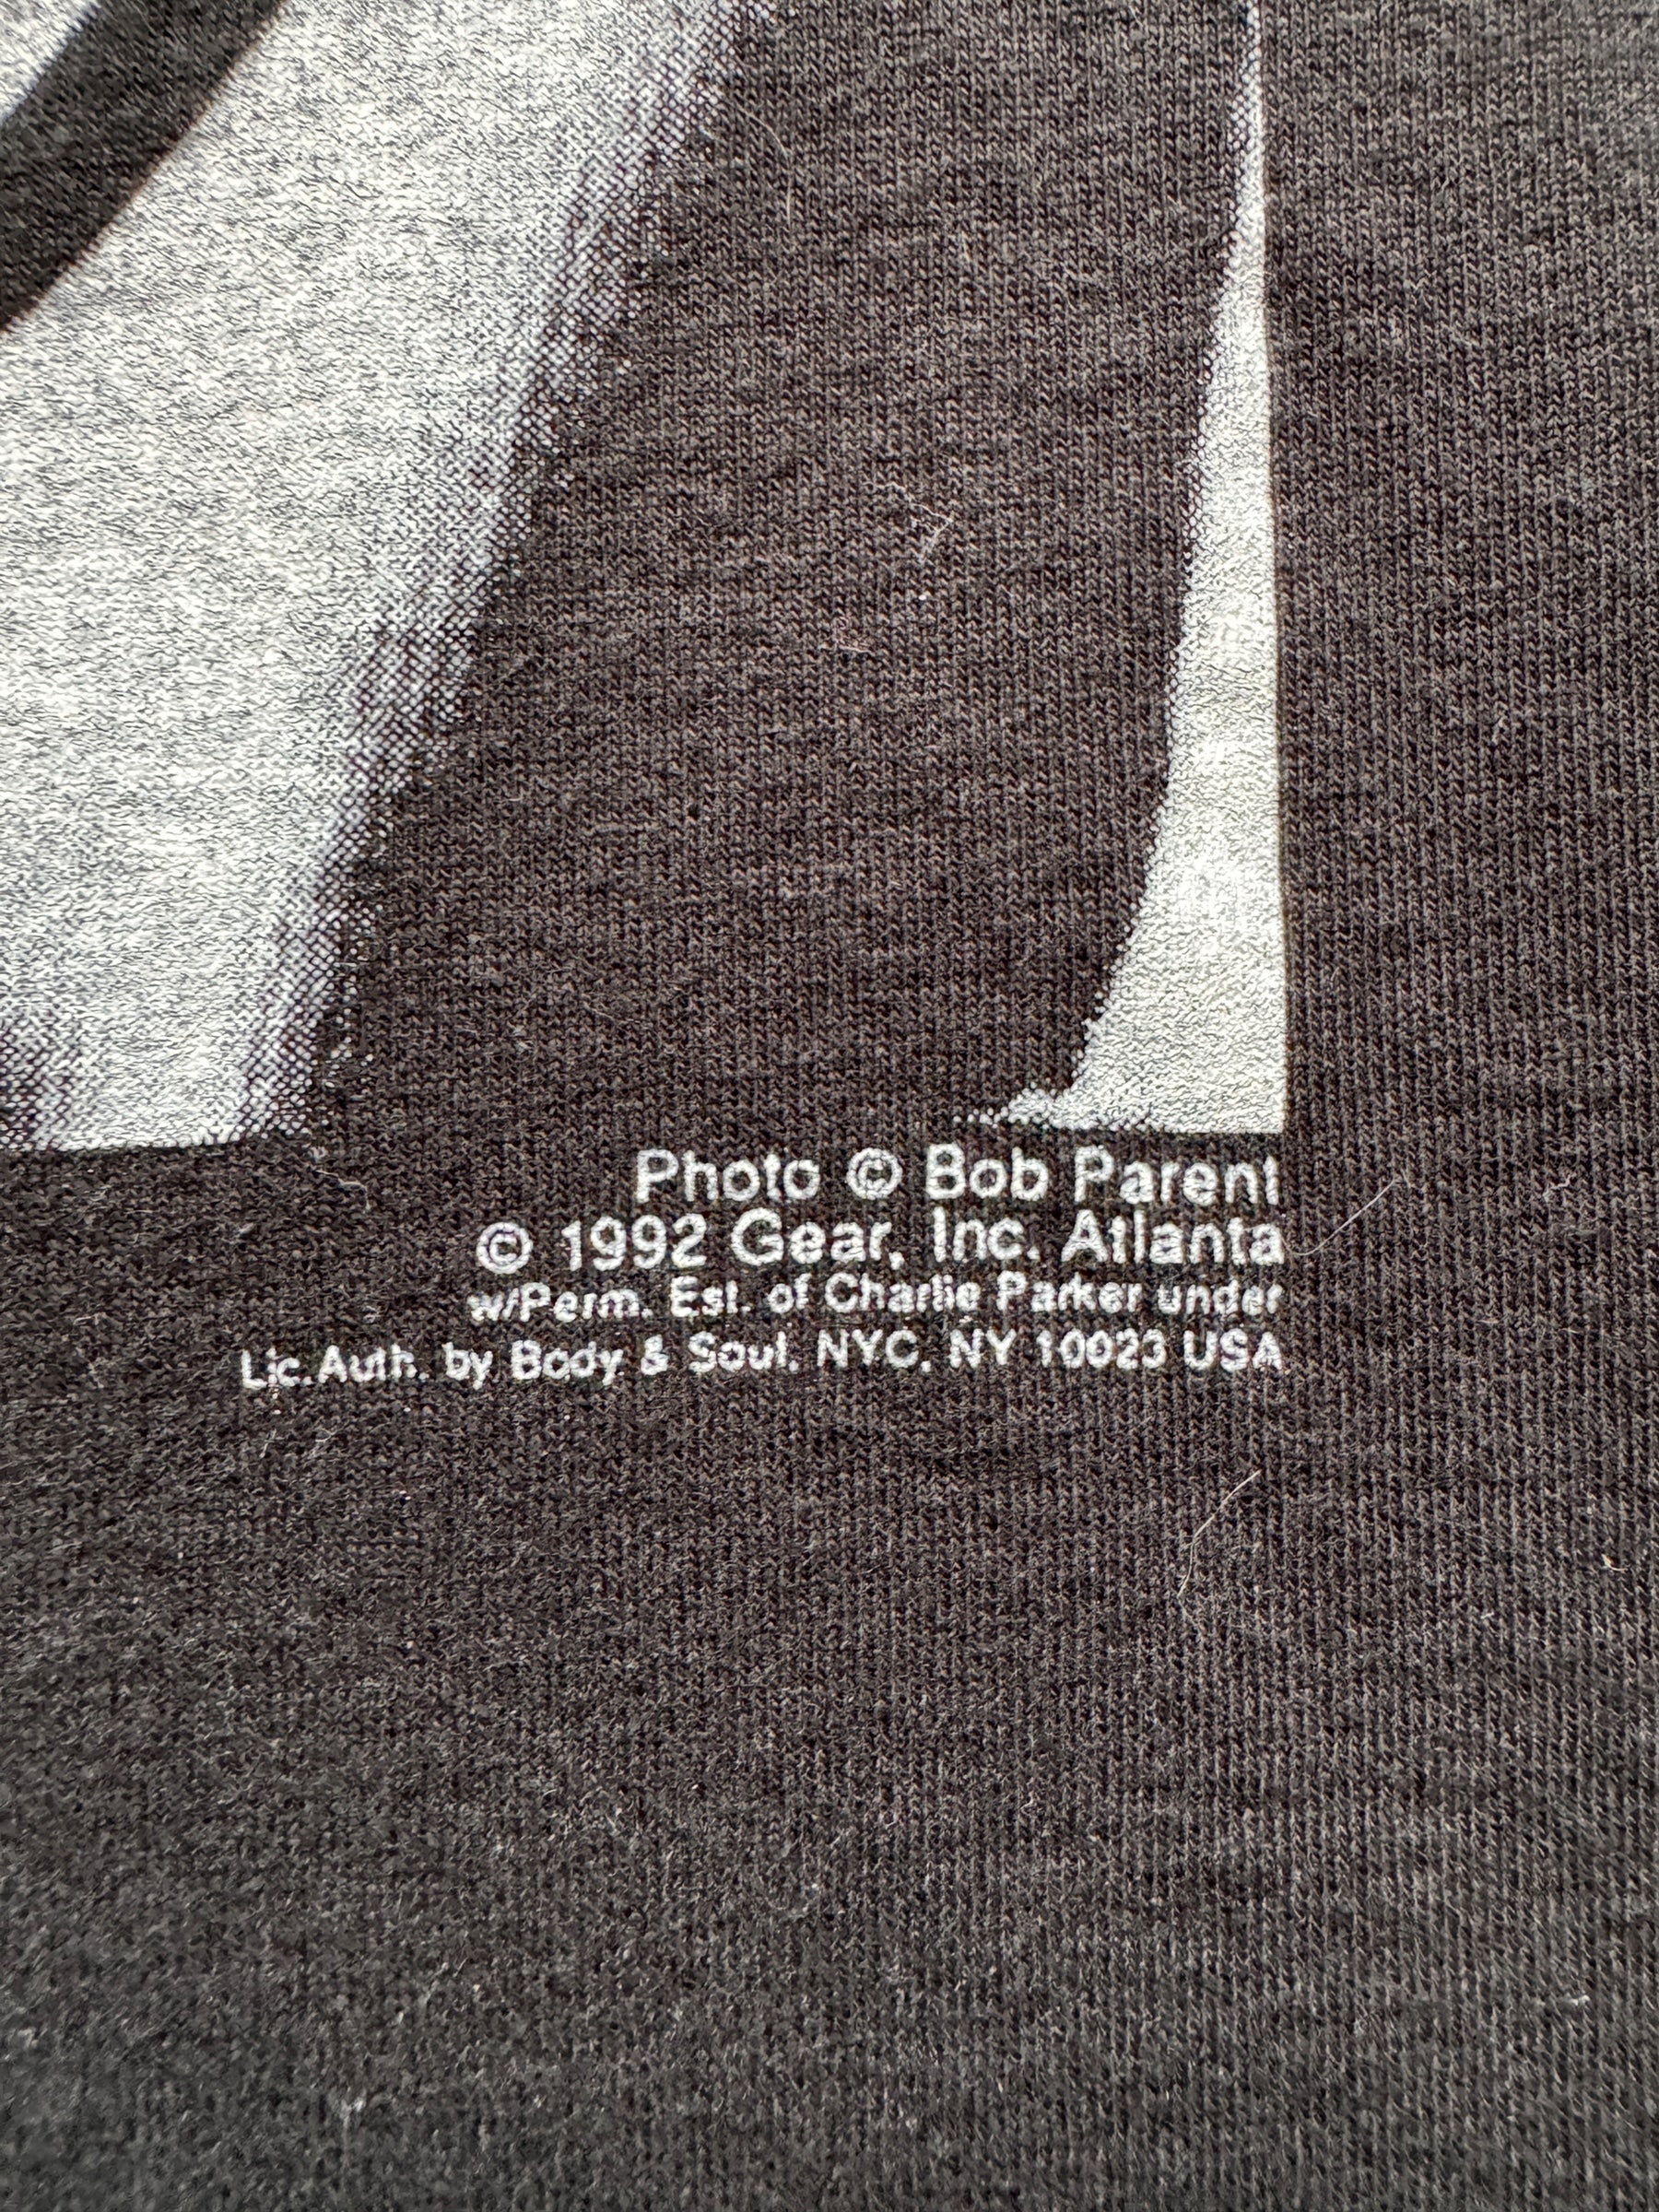 Photo © Bob Parent
© 1992 Gear, Inc. Atlanta
w/Perm. Est. of Charlie Parker under
Lic. Auth. by Body & Soul, NYC, NY 10023 USA